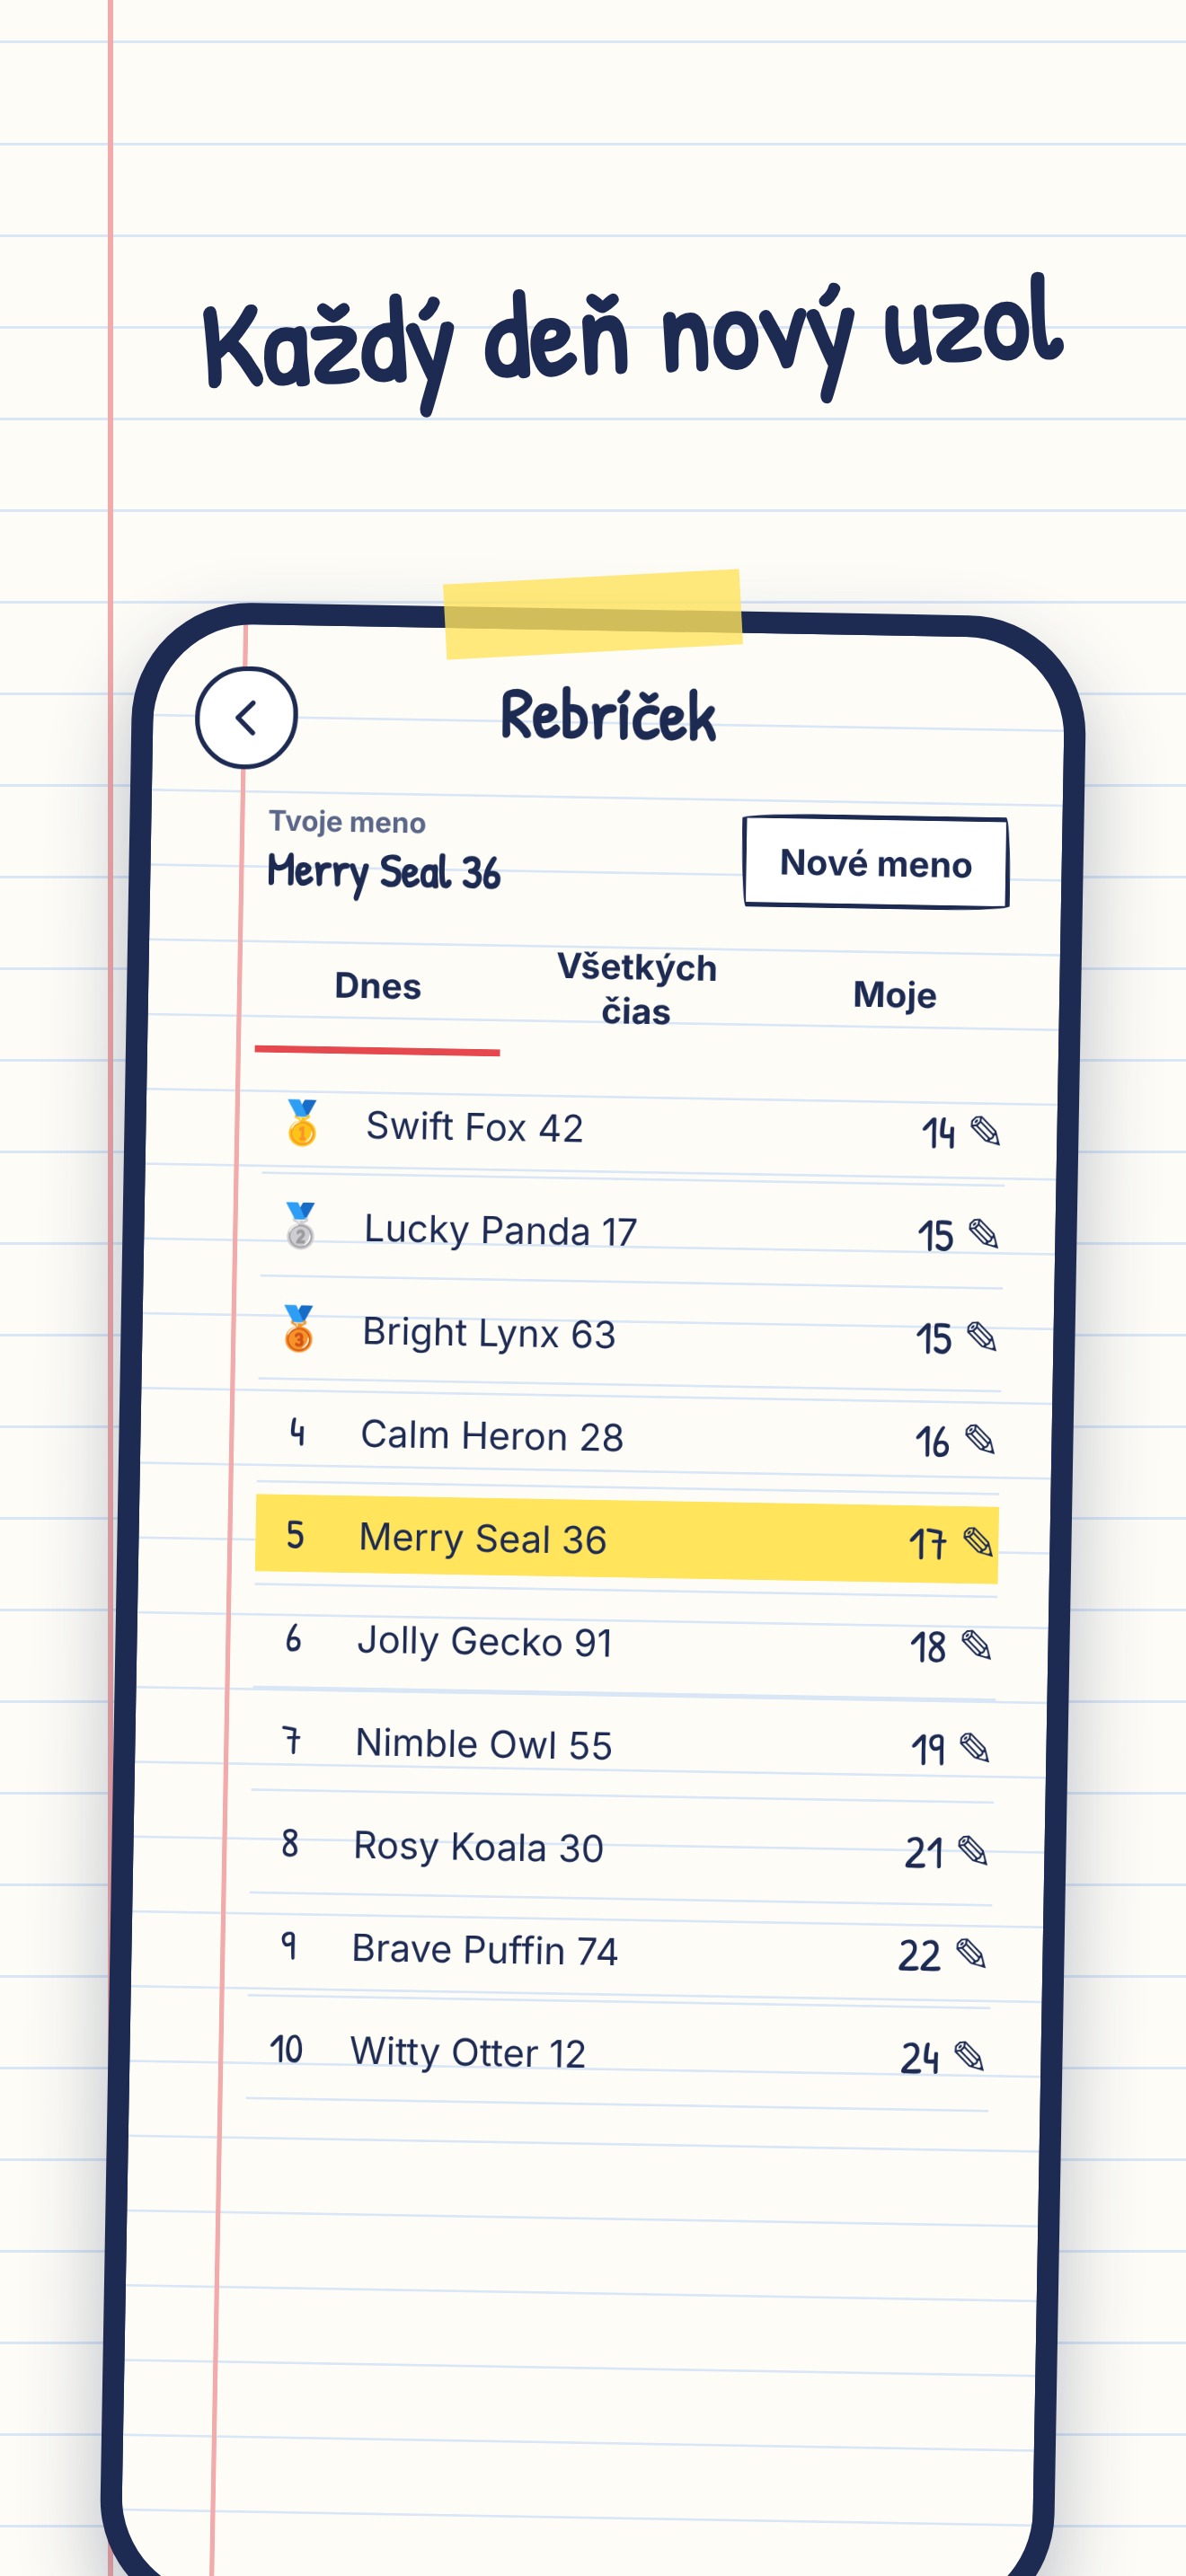 Každý deň nový uzol
Rebríček
Tvoje meno
Merry Seal 36
Nové meno
Dnes
Všetkých
čias
Moje
1 Swift Fox 42 14
2 Lucky Panda 17 15
3 Bright Lynx 63 15
4 Calm Heron 28 16
5 Merry Seal 36 17
6 Jolly Gecko 91 18
7 Nimble Owl 55 19
8 Rosy Koala 30 21
9 Brave Puffin 74 22
10 Witty Otter 12 24